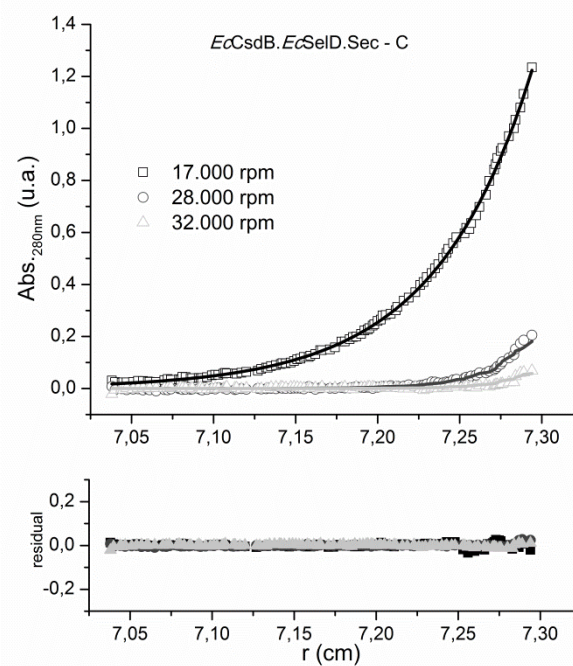 EcCsdB.EcSelD.Sec - C
1,4
1,2
1,0
0,8
0,6
0,4
0,2
0,0
Abs.280nm (u.a.)
17.000 rpm
28.000 rpm
32.000 rpm
7,05 7,10 7,15 7,20 7,25 7,30
0,2
0,0
-0,2
residual
7,05 7,10 7,15 7,20 7,25 7,30
r (cm)